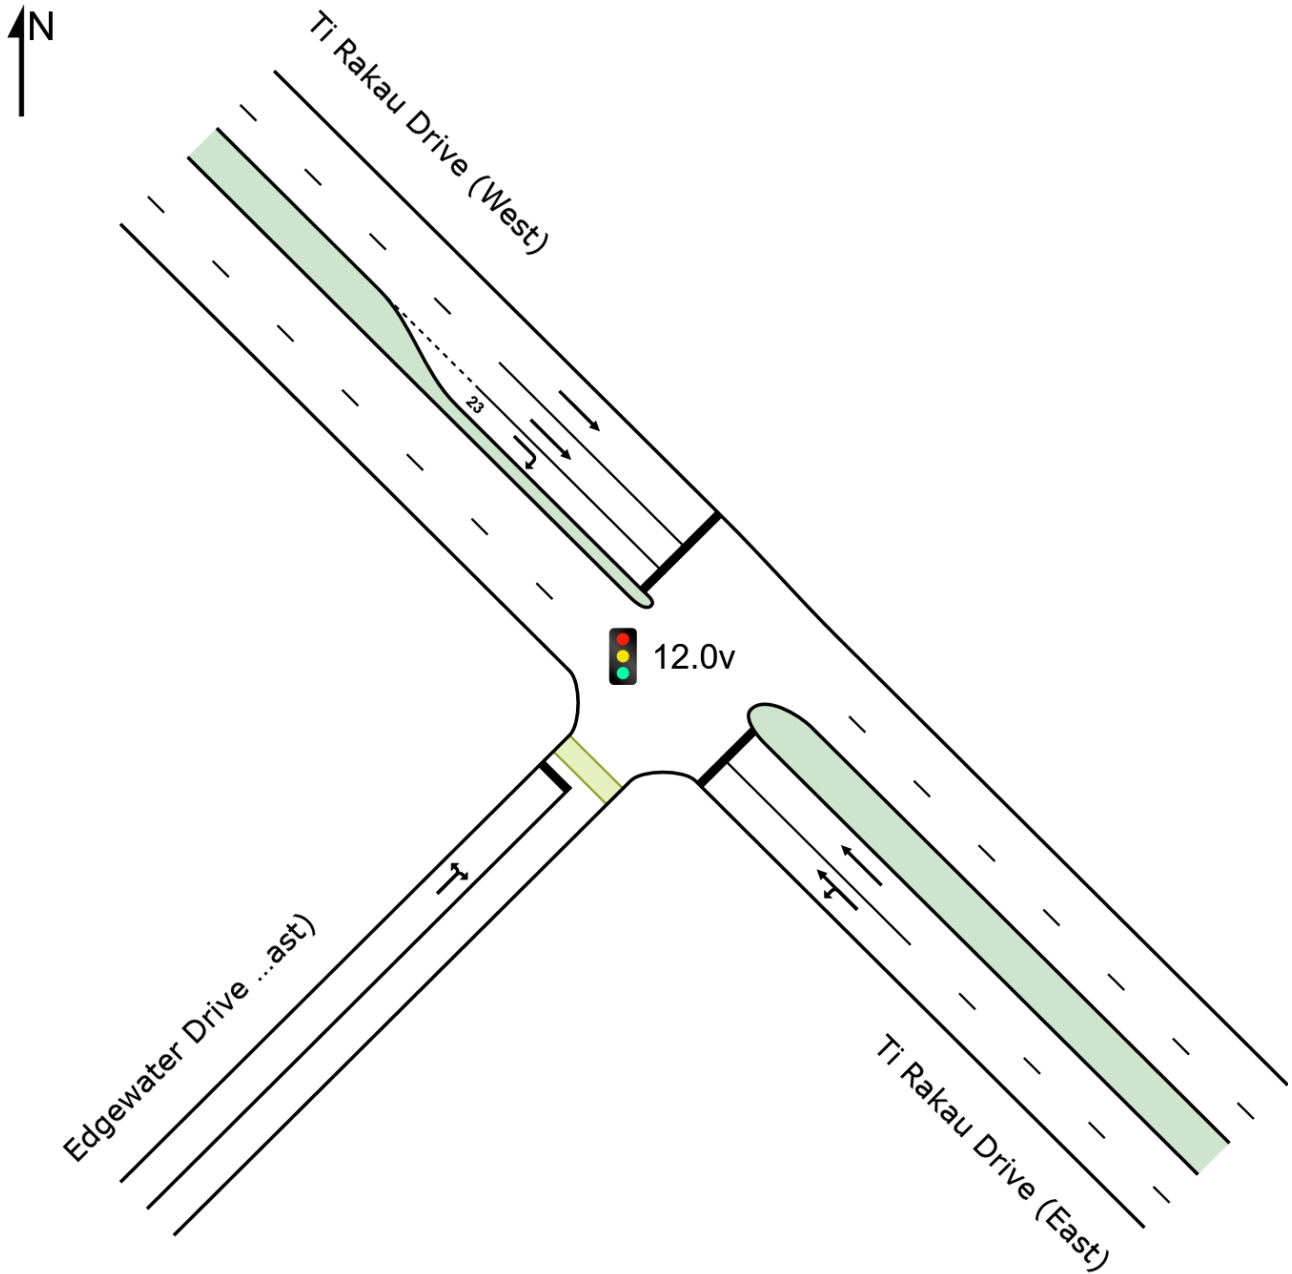 N
Ti Rakau Drive (West)
23
12.0v
Edgewater Drive ...ast)
Ti Rakau Drive (East)